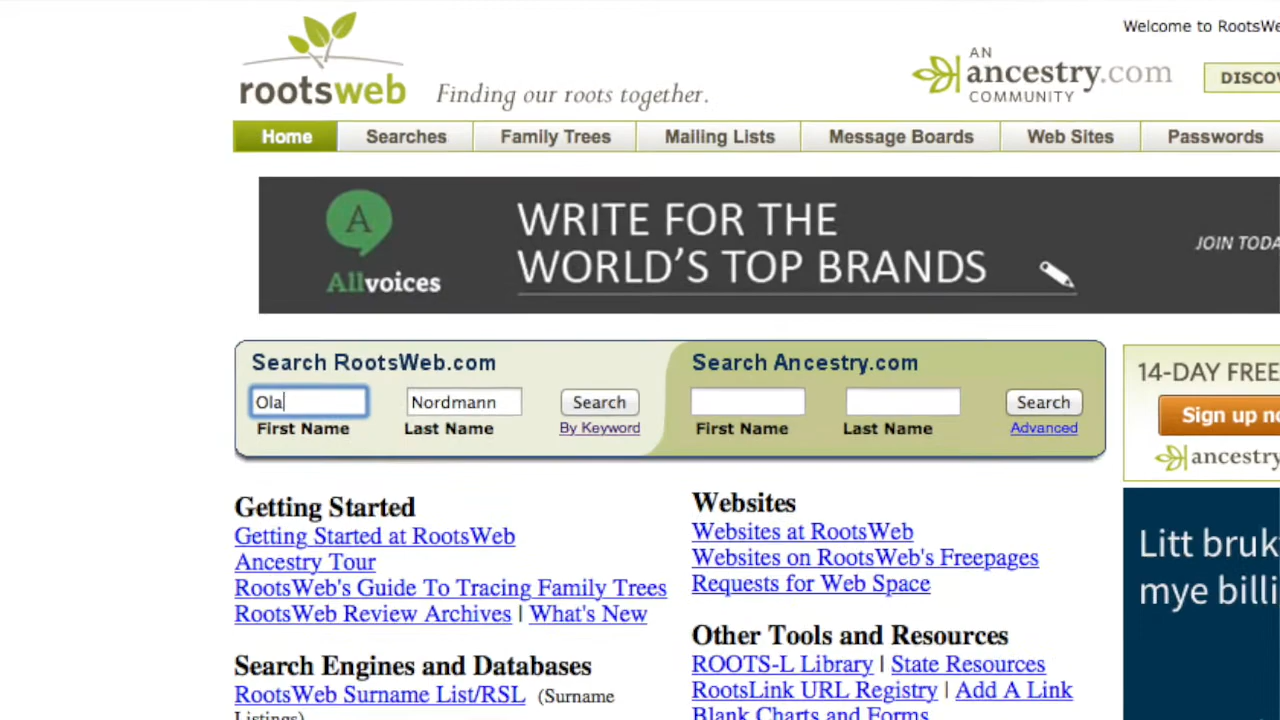 Welcome to RootsWe
rootsweb
Finding our roots together.
AN
ancestry.com
COMMUNITY
DISCO
Home Searches Family Trees Mailing Lists Message Boards Web Sites Passwords
A
Allvoices
WRITE FOR THE
WORLD'S TOP BRANDS
JOIN TODA
Search RootsWeb.com
Ola Nordmann Search
First Name Last Name By Keyword
Search Ancestry.com
Search
First Name Last Name Advanced
14-DAY FREE
Sign up no
ancestry
Getting Started
Getting Started at RootsWeb
Ancestry Tour
RootsWeb's Guide To Tracing Family Trees
RootsWeb Review Archives | What's New
Search Engines and Databases
RootsWeb Surname List/RSL (Surname
Listings)
Websites
Websites at RootsWeb
Websites on RootsWeb's Freepages
Requests for Web Space
Other Tools and Resources
ROOTS-L Library | State Resources
RootsLink URL Registry | Add A Link
Blank Charts and Forms
Litt bruk
mye billi